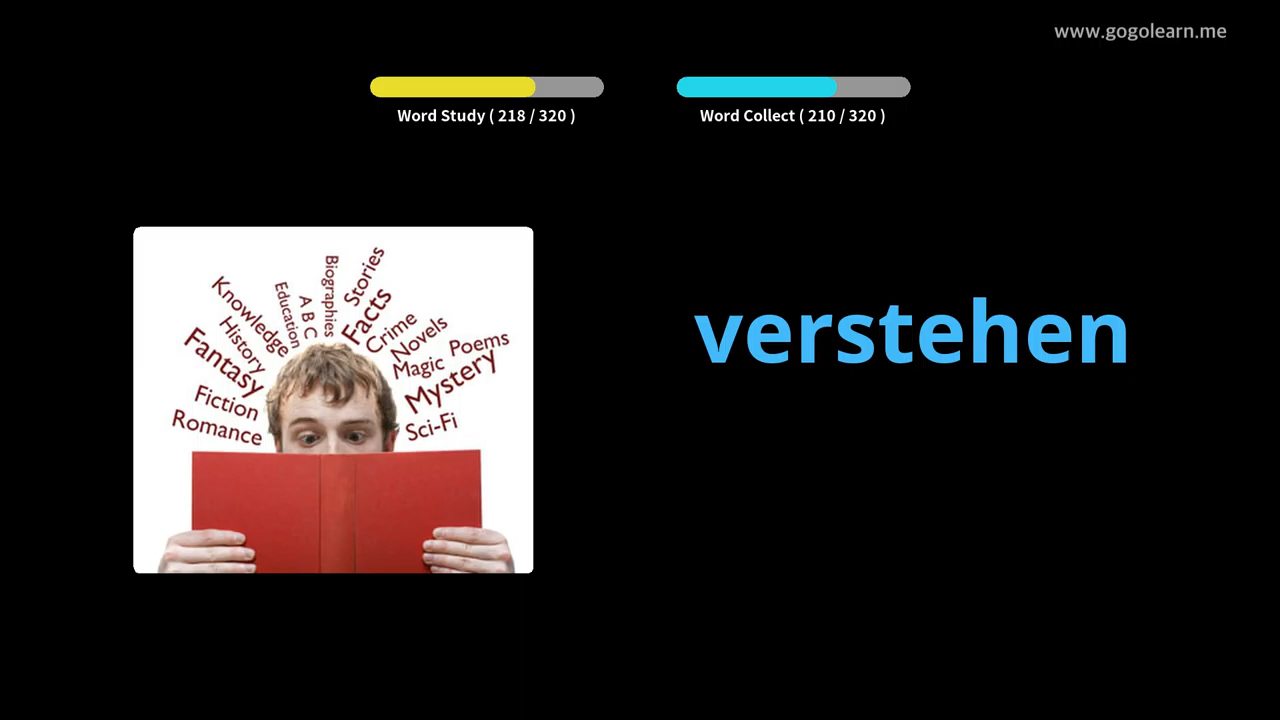 www.gogolearn.me
Word Study ( 218 / 320 )
Word Collect ( 210 / 320 )
verstehen
Romance
Fiction
Fantasy
History
Knowledge
Education
A B C
Biographies
Stories
Facts
Crime
Novels
Magic
Poems
Mystery
Sci-Fi